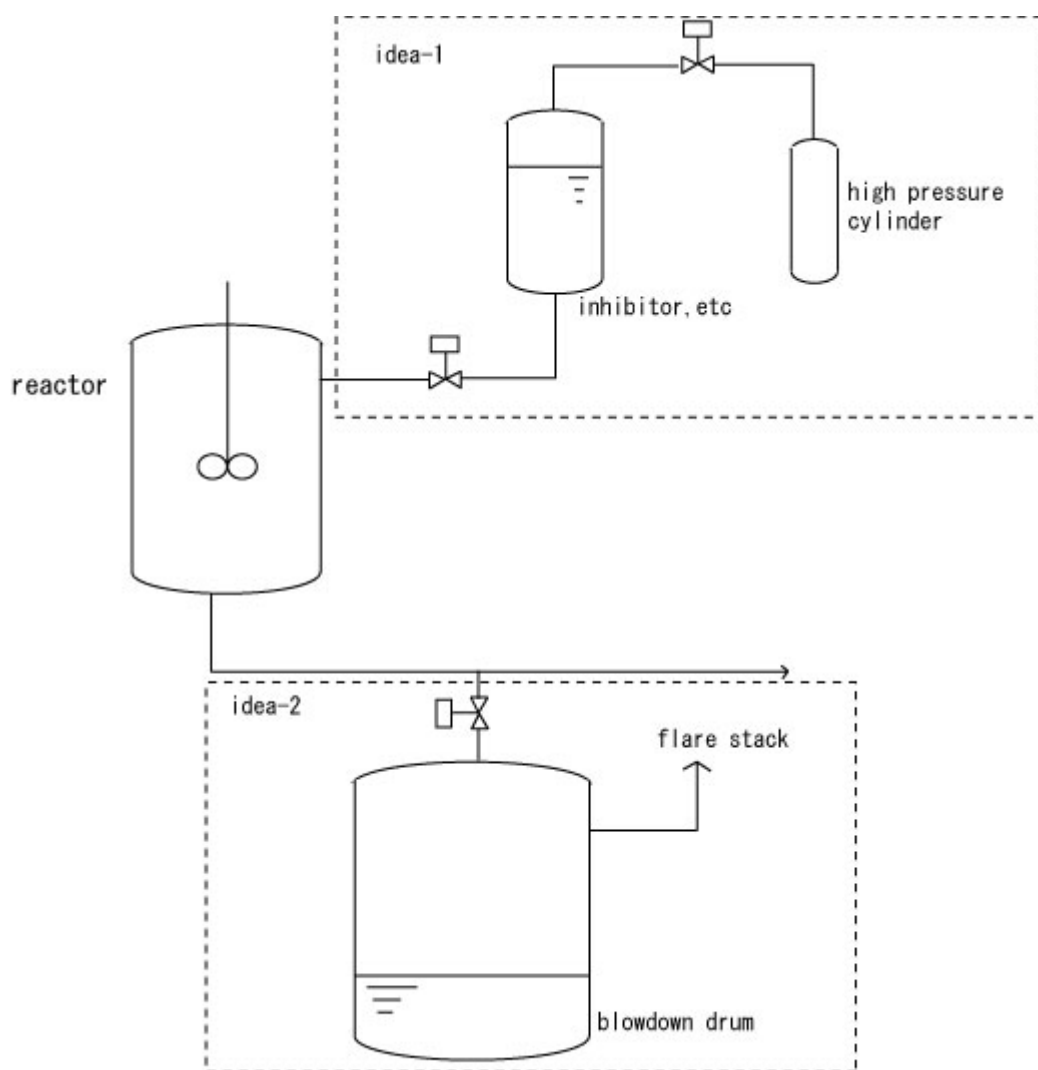 idea-1
high pressure
cylinder
inhibitor,etc
reactor
idea-2
flare stack
blowdown drum